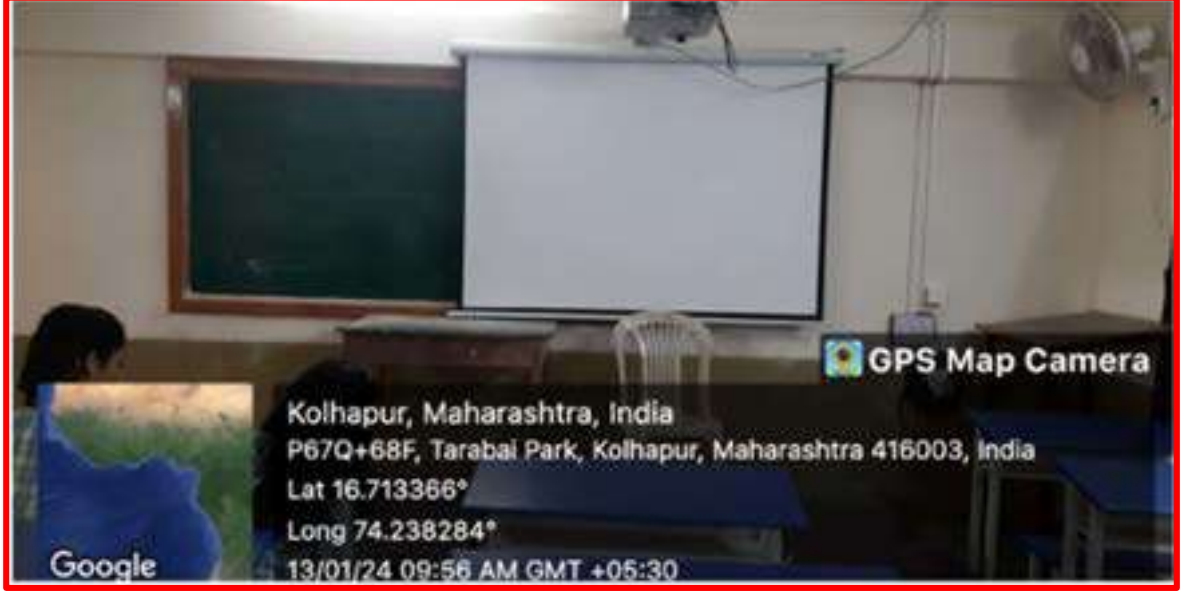 GPS Map Camera
Kolhapur, Maharashtra, India
P67Q+68F, Tarabai Park, Kolhapur, Maharashtra 416003, India
Lat 16.713366°
Long 74.238284°
13/01/24 09:56 AM GMT +05:30
Google